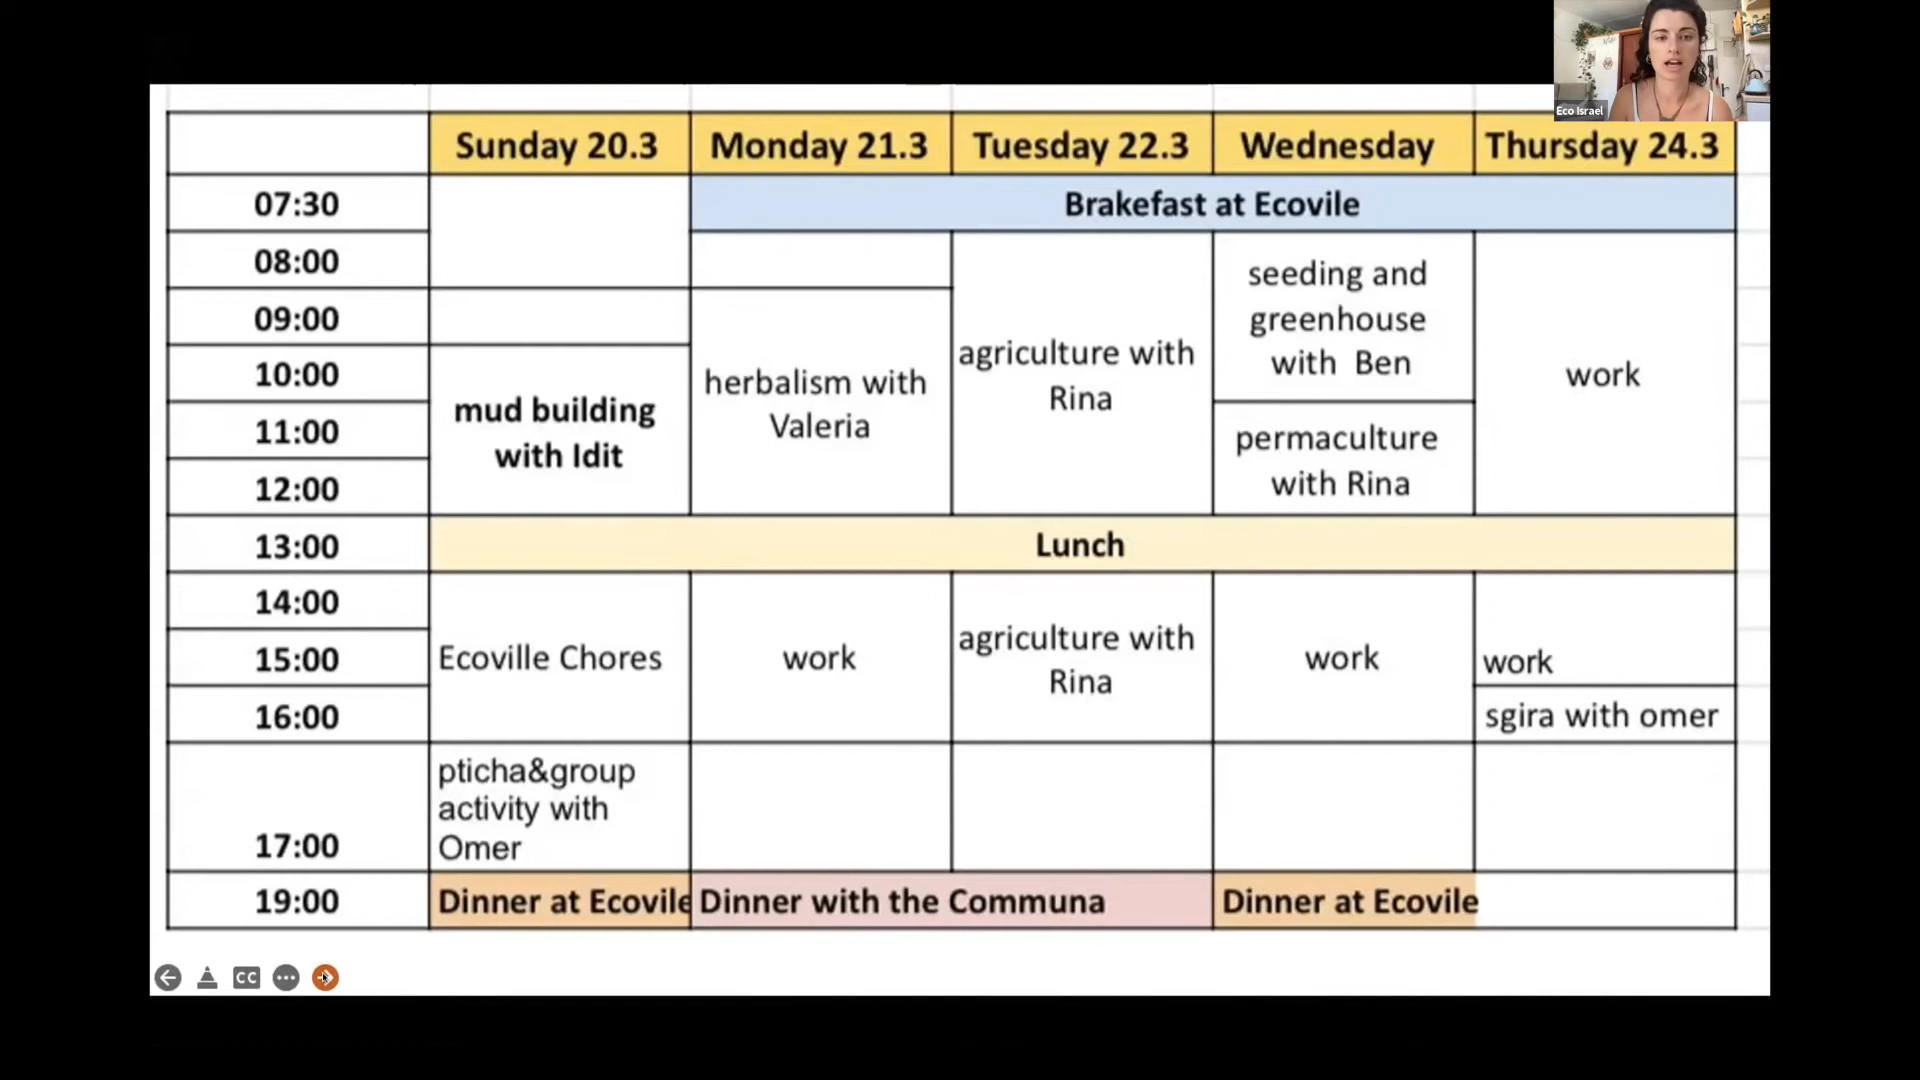 Eco Israel
Sunday 20.3
Monday 21.3
Tuesday 22.3
Wednesday
Thursday 24.3
07:30
Brakefast at Ecovile
08:00
09:00
10:00
11:00
12:00
mud building
with Idit
herbalism with
Valeria
agriculture with
Rina
seeding and
greenhouse
with Ben
permaculture
with Rina
work
13:00
Lunch
14:00
15:00
16:00
Ecoville Chores
work
agriculture with
Rina
work
work
sgira with omer
17:00
pticha&group
activity with
Omer
19:00
Dinner at Ecovile
Dinner with the Communa
Dinner at Ecovile
CC